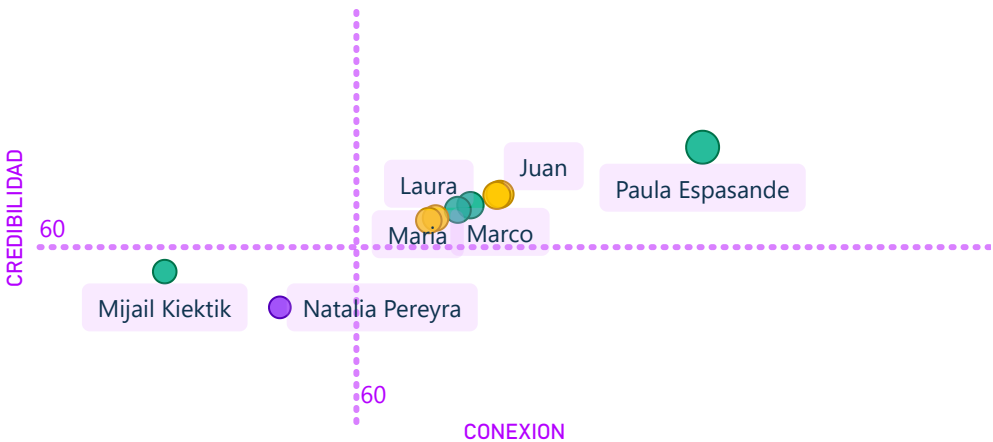 CREDIBILIDAD
60
Juan
Laura
Paula Espasande
Maria
Marco
Mijail Kiektik
Natalia Pereyra
60
CONEXION